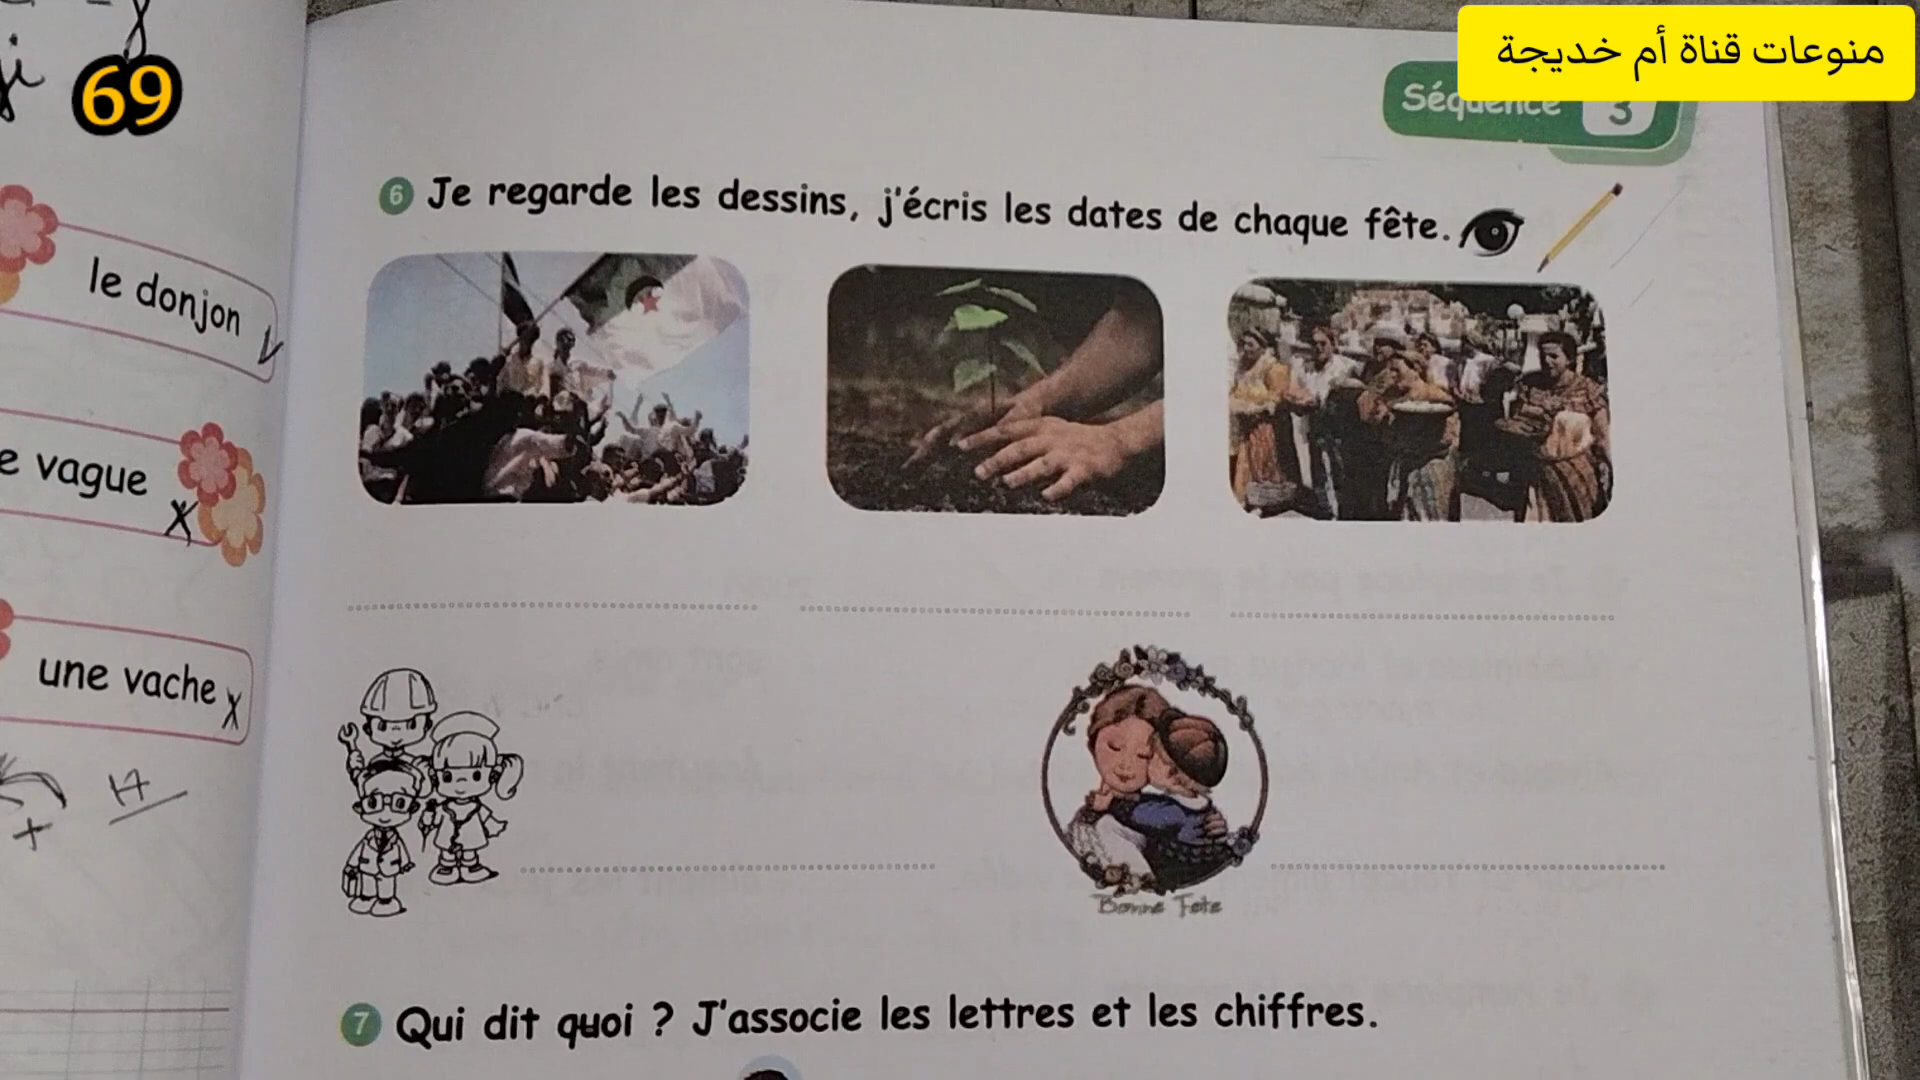 منوعات قناة أم خديجة
69
Séquence 3
le donjon
6 Je regarde les dessins, j'écris les dates de chaque fête.
e vague
x
une vache x
17
+
Bonne Fete
7 Qui dit quoi ? J'associe les lettres et les chiffres.